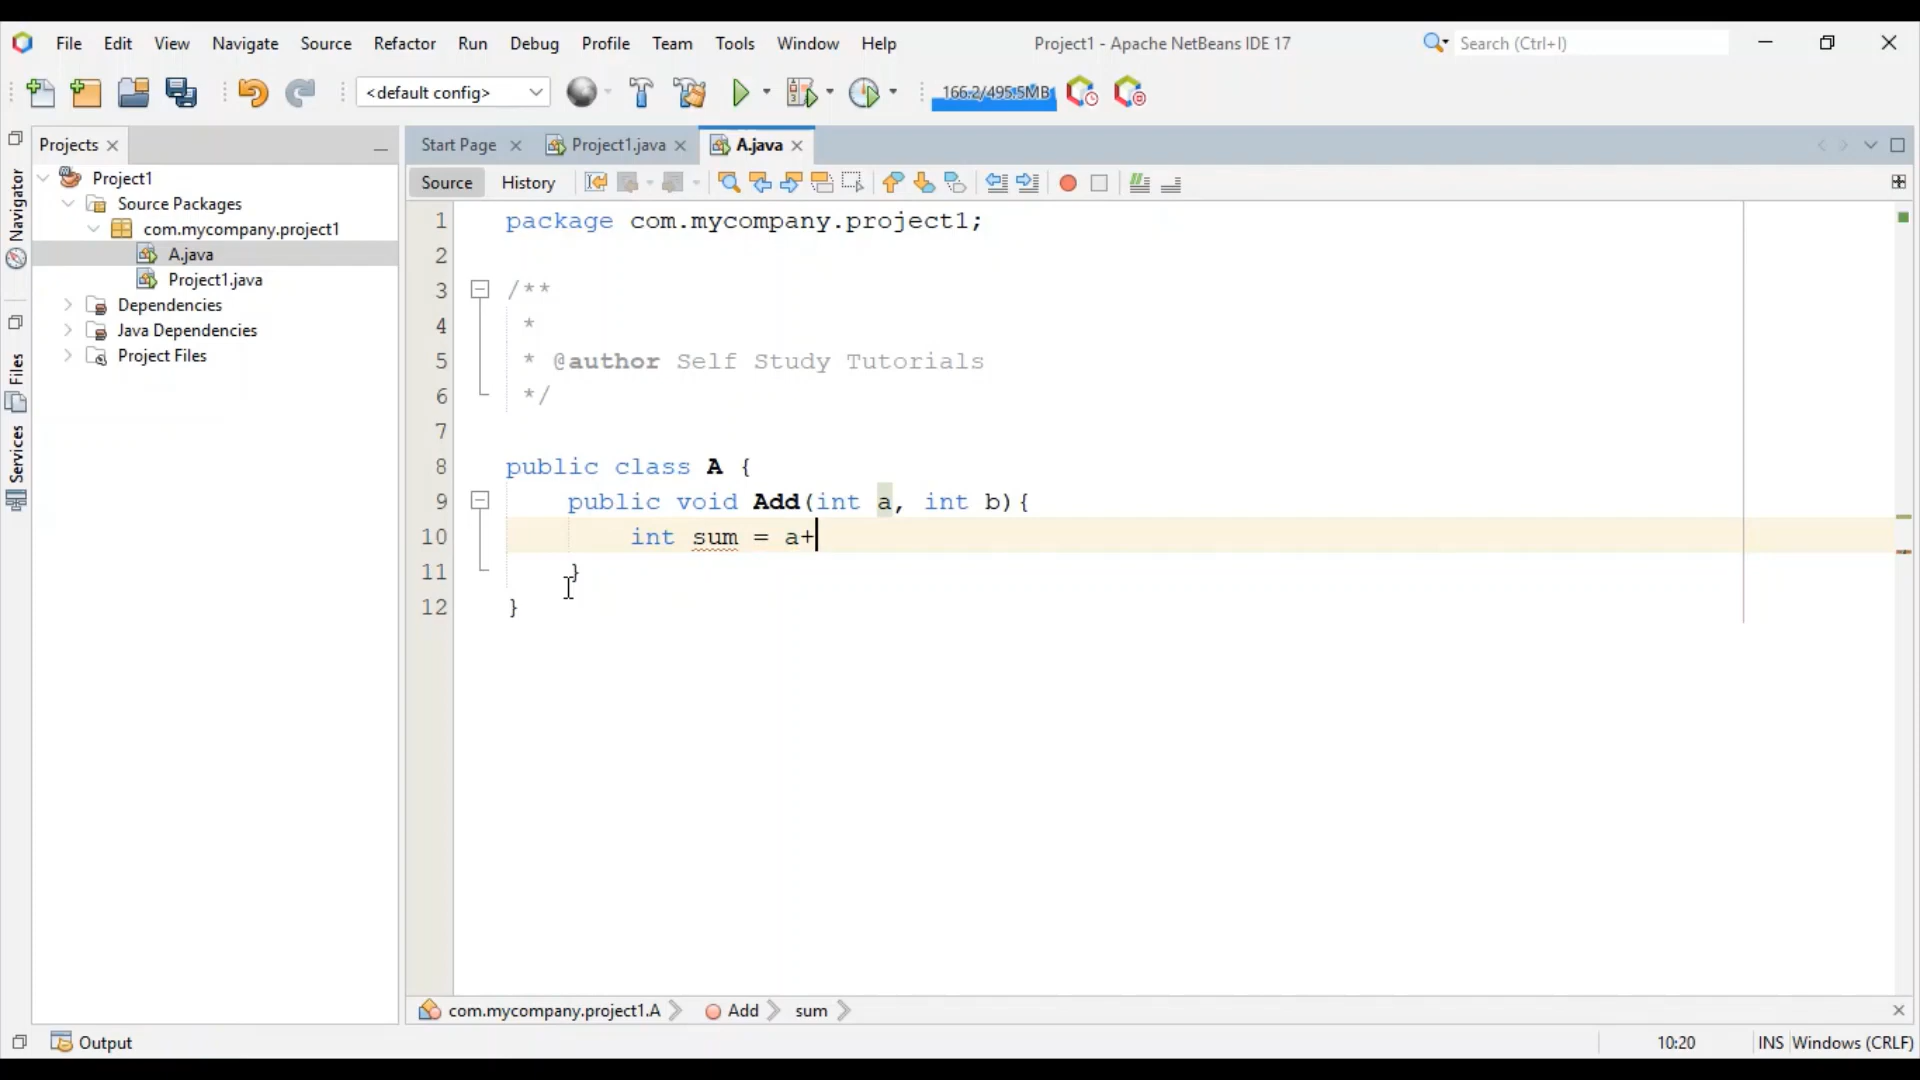 File Edit View Navigate Source Refactor Run Debug Profile Team Tools Window Help
Project1 - Apache NetBeans IDE 17
Search (Ctrl+I)
<default config>
166.2/495.5MB
Projects
Start Page
Project1.java
A.java
Navigator
Files
Services
Project1
Source Packages
com.mycompany.project1
A.java
Project1.java
Dependencies
Java Dependencies
Project Files
Source
History
1 package com.mycompany.project1;
2
3 /**
4 *
5 * @author Self Study Tutorials
6 */
7
8 public class A {
9 public void Add(int a, int b){
10 int sum = a+
11 }
12 }
com.mycompany.project1.A
Add
sum
Output
10:20
INS
Windows (CRLF)